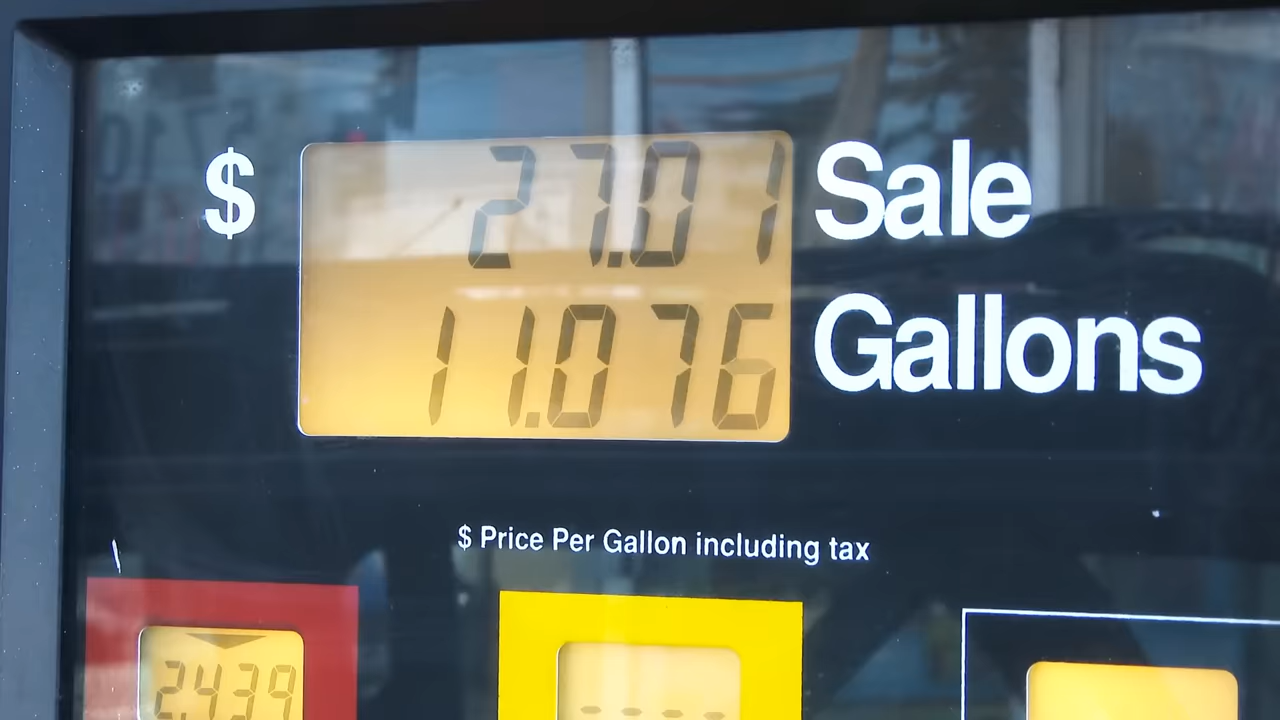 $ 27.01 Sale
11.076 Gallons
$ Price Per Gallon including tax
2.439 ----